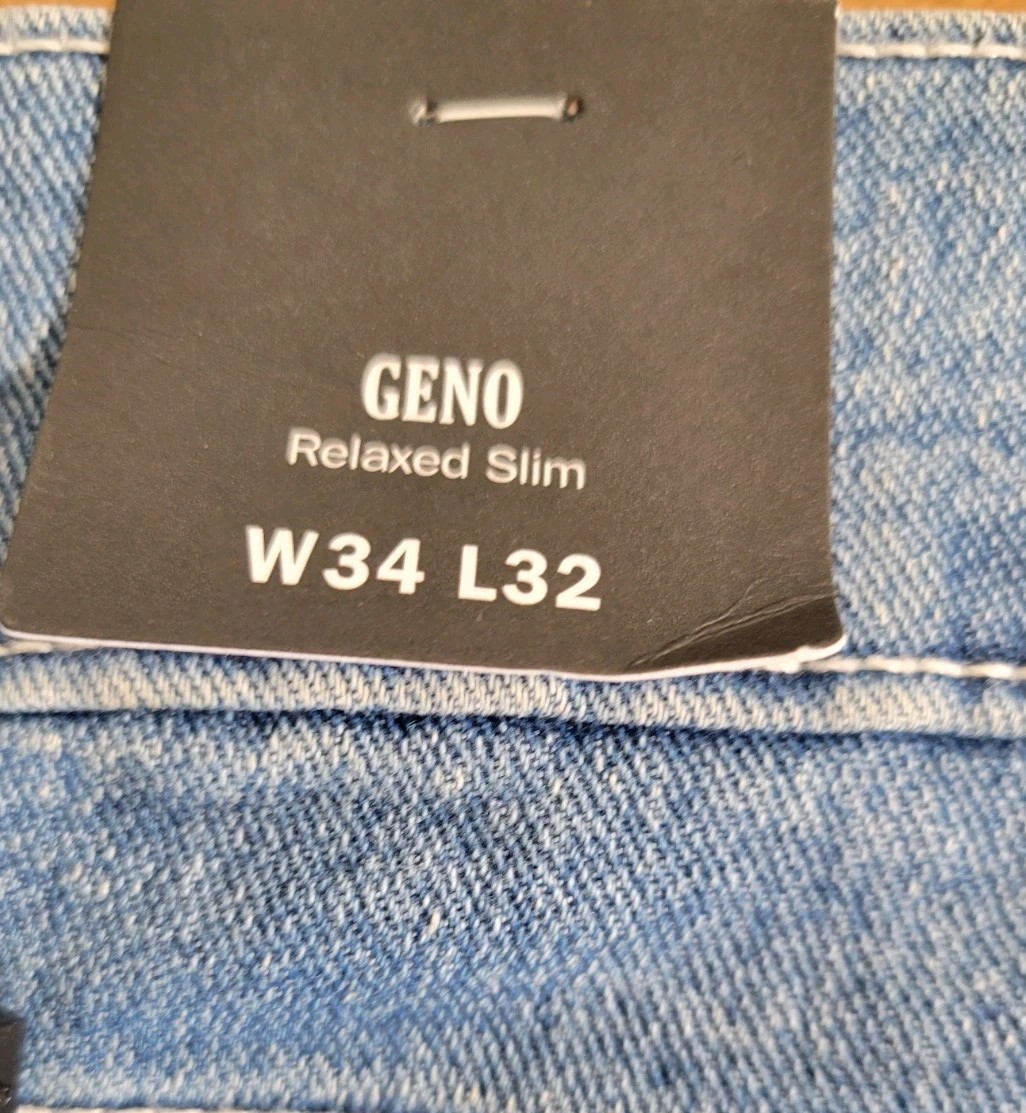 GENO
Relaxed Slim
W34 L32